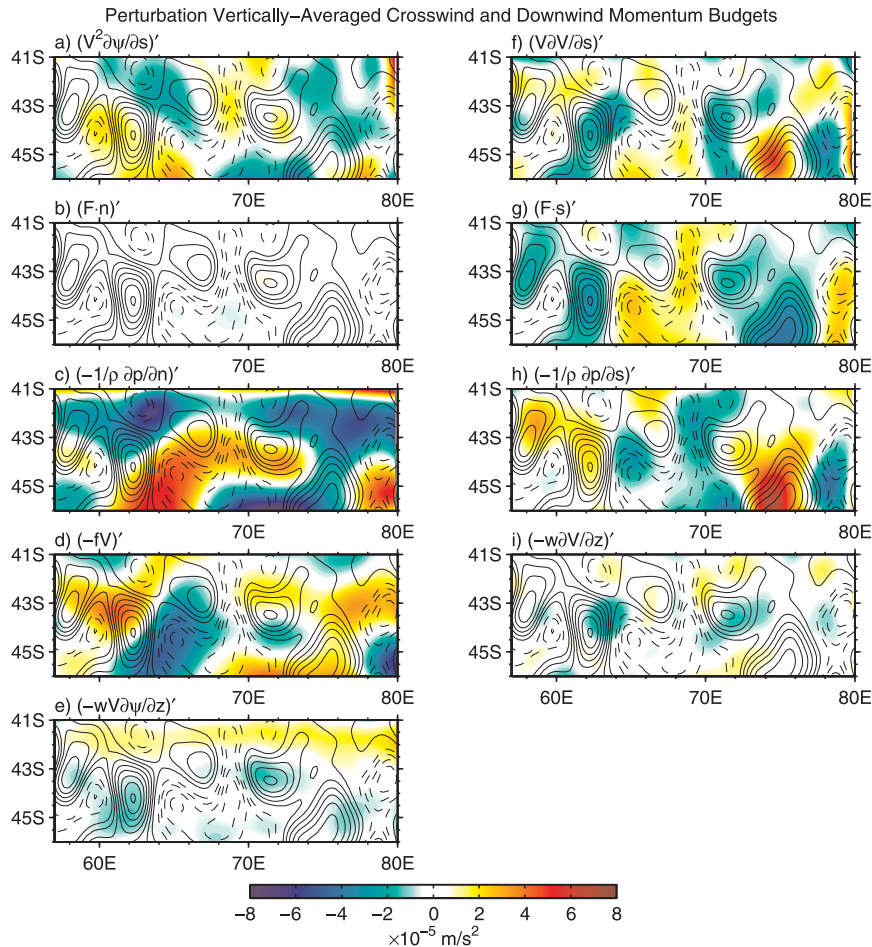 Perturbation Vertically−Averaged Crosswind and Downwind Momentum Budgets
a) (V²∂ψ/∂s)′
41S
43S
45S
70E
80E
b) (F·n)′
41S
43S
45S
70E
80E
c) (−1/ρ ∂p/∂n)′
41S
43S
45S
70E
80E
d) (−fV)′
41S
43S
45S
70E
80E
e) (−wV∂ψ/∂z)′
41S
43S
45S
60E
70E
80E
f) (V∂V/∂s)′
41S
43S
45S
70E
80E
g) (F·s)′
41S
43S
45S
70E
80E
h) (−1/ρ ∂p/∂s)′
41S
43S
45S
70E
80E
i) (−w∂V/∂z)′
41S
43S
45S
60E
70E
80E
−8 −6 −4 −2 0 2 4 6 8
×10⁻⁵ m/s²